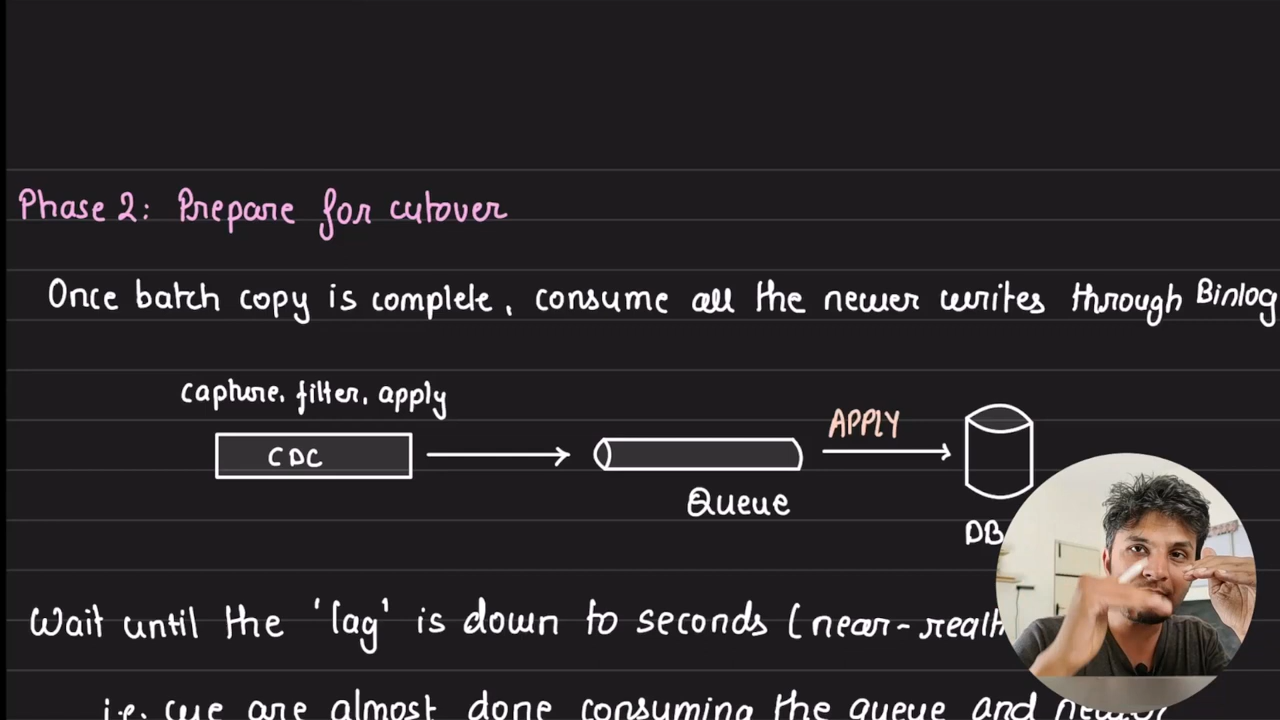 Phase 2: Prepare for cutover
Once batch copy is complete, consume all the newer writes through Binlog
capture, filter, apply
CDC
APPLY
Queue
DB
Wait until the 'lag' is down to seconds (near-realt
i.e. we are almost done consuming the queue and newer